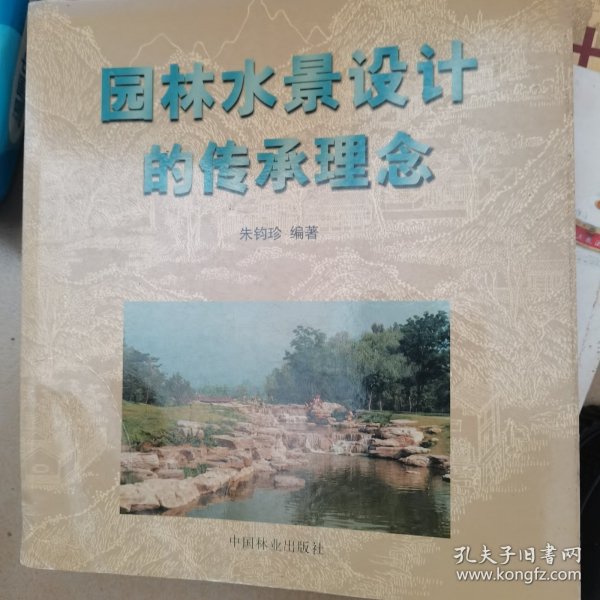 园林水景设计
的传承理念
朱钧珍 编著
中国林业出版社
孔夫子旧书网
www.kongfz.com